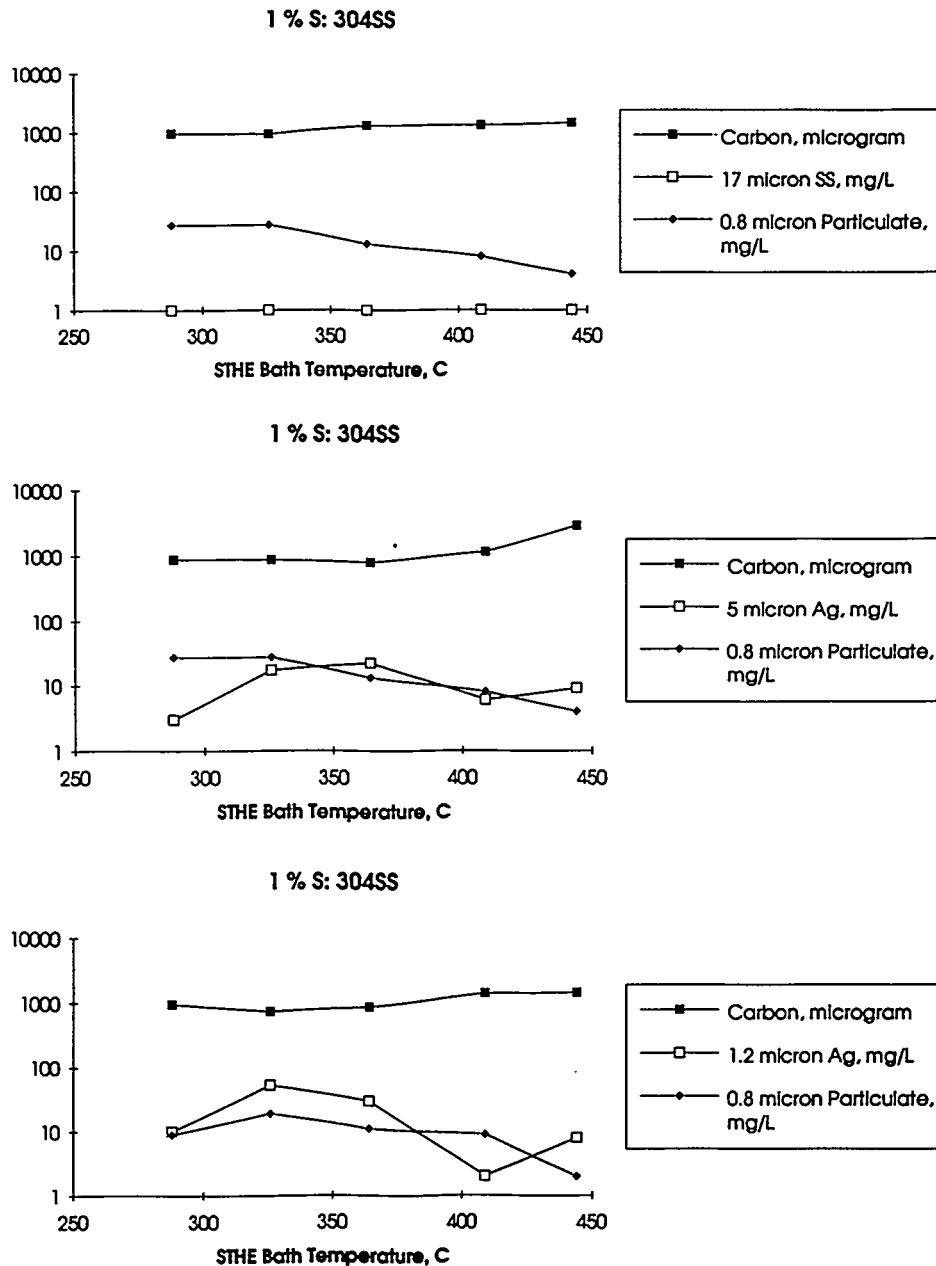 1 % S: 304SS
10000
1000
100
10
1
250
300
350
400
450
STHE Bath Temperature, C
Carbon, microgram
17 micron SS, mg/L
0.8 micron Particulate,
mg/L
1 % S: 304SS
10000
1000
100
10
1
250
300
350
400
450
STHE Bath Temperature, C
Carbon, microgram
5 micron Ag, mg/L
0.8 micron Particulate,
mg/L
1 % S: 304SS
10000
1000
100
10
1
250
300
350
400
450
STHE Bath Temperature, C
Carbon, microgram
1.2 micron Ag, mg/L
0.8 micron Particulate,
mg/L